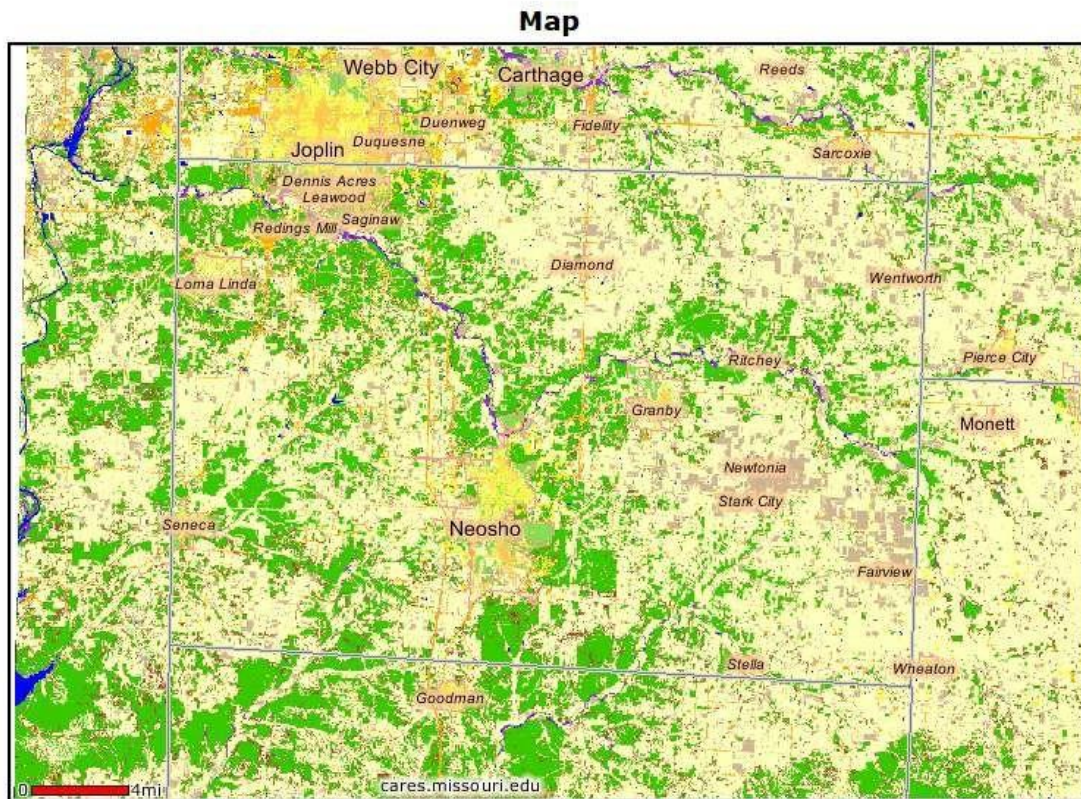 Map
Webb City
Carthage
Reeds
Duenweg
Fidelity
Duquesne
Joplin
Sarcoxie
Dennis Acres
Leawood
Saginaw
Redings Mill
Diamond
Wentworth
Loma Linda
Ritchey
Pierce City
Granby
Monett
Newtonia
Stark City
Seneca
Neosho
Fairview
Stella
Wheaton
Goodman
0 4mi
cares.missouri.edu